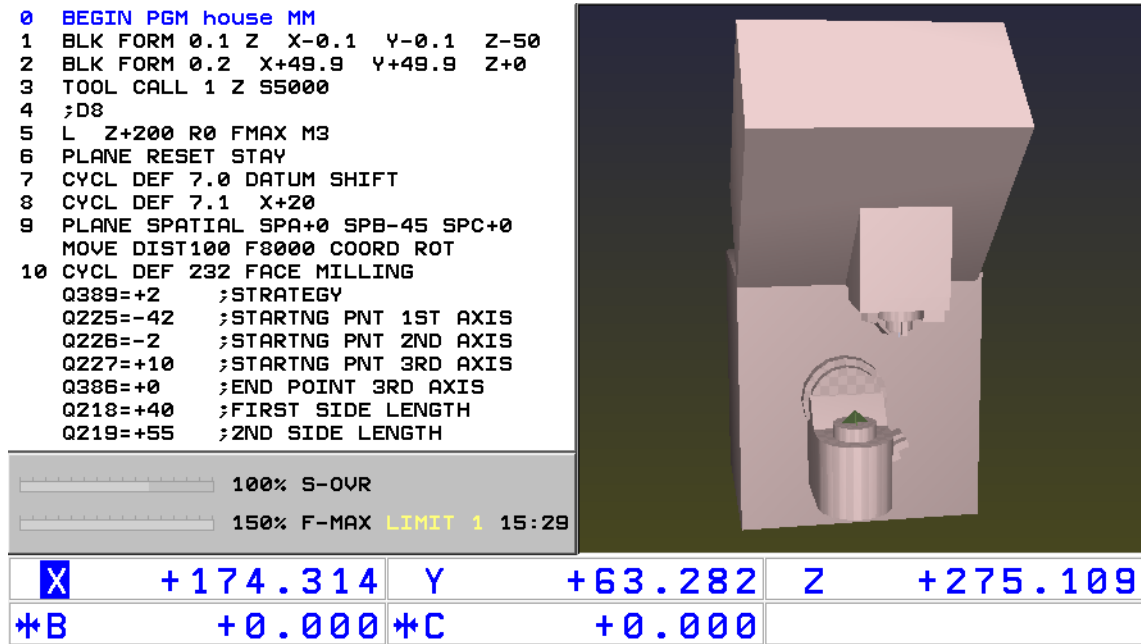 0 BEGIN PGM house MM
1 BLK FORM 0.1 Z X-0.1 Y-0.1 Z-50
2 BLK FORM 0.2 X+49.9 Y+49.9 Z+0
3 TOOL CALL 1 Z S5000
4 ;D8
5 L Z+200 R0 FMAX M3
6 PLANE RESET STAY
7 CYCL DEF 7.0 DATUM SHIFT
8 CYCL DEF 7.1 X+20
9 PLANE SPATIAL SPA+0 SPB-45 SPC+0
MOVE DIST100 F8000 COORD ROT
10 CYCL DEF 232 FACE MILLING
Q389=+2 ;STRATEGY
Q225=-42 ;STARTNG PNT 1ST AXIS
Q226=-2 ;STARTNG PNT 2ND AXIS
Q227=+10 ;STARTNG PNT 3RD AXIS
Q386=+0 ;END POINT 3RD AXIS
Q218=+40 ;FIRST SIDE LENGTH
Q219=+55 ;2ND SIDE LENGTH
100% S-OVR
150% F-MAX LIMIT 1 15:29
X +174.314 Y +63.282 Z +275.109
B +0.000 C +0.000